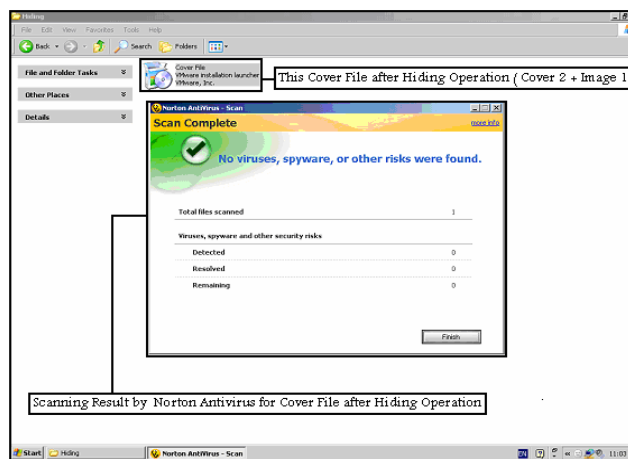 Hiding
File Edit View Favorites Tools Help
Back Search Folders
File and Folder Tasks
Other Places
Details
Cover File
VMware installation launcher
VMware, Inc.
This Cover File after Hiding Operation ( Cover 2 + Image 1
Norton AntiVirus - Scan
Scan Complete
more info
No viruses, spyware, or other risks were found.
Total files scanned 1
Viruses, spyware and other security risks
Detected 0
Resolved 0
Remaining 0
Finish
Scanning Result by Norton Antivirus for Cover File after Hiding Operation
Start Hiding Norton AntiVirus - Scan EN 11:03